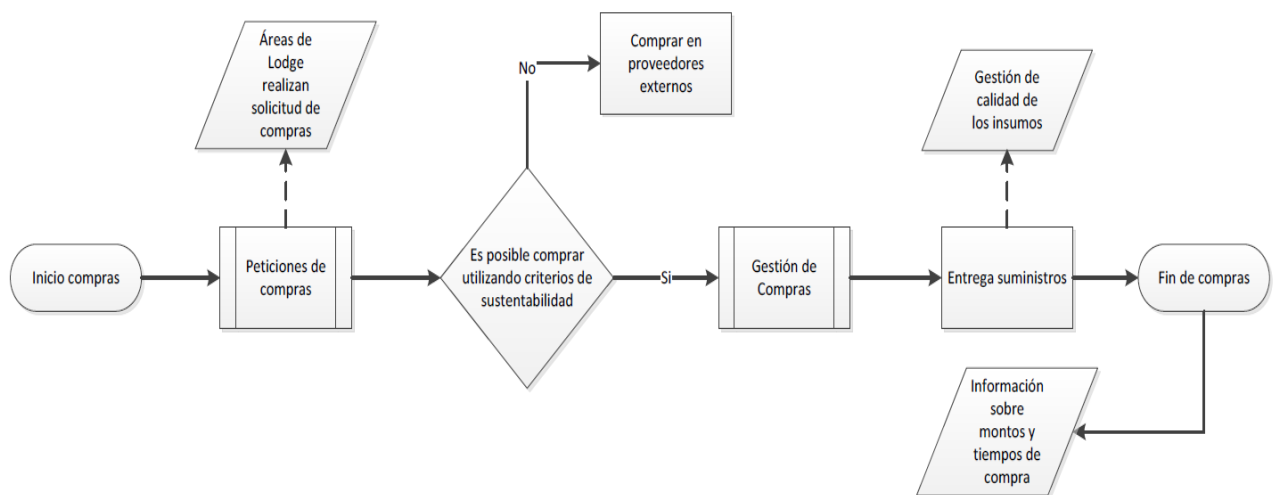 Áreas de
Lodge
realizan
solicitud de
compras
No
Comprar en
proveedores
externos
Gestión de
calidad de
los insumos
Inicio compras
Peticiones de
compras
Es posible comprar
utilizando criterios de
sustentabilidad
Si
Gestión de
Compras
Entrega suministros
Fin de compras
Información
sobre
montos y
tiempos de
compra